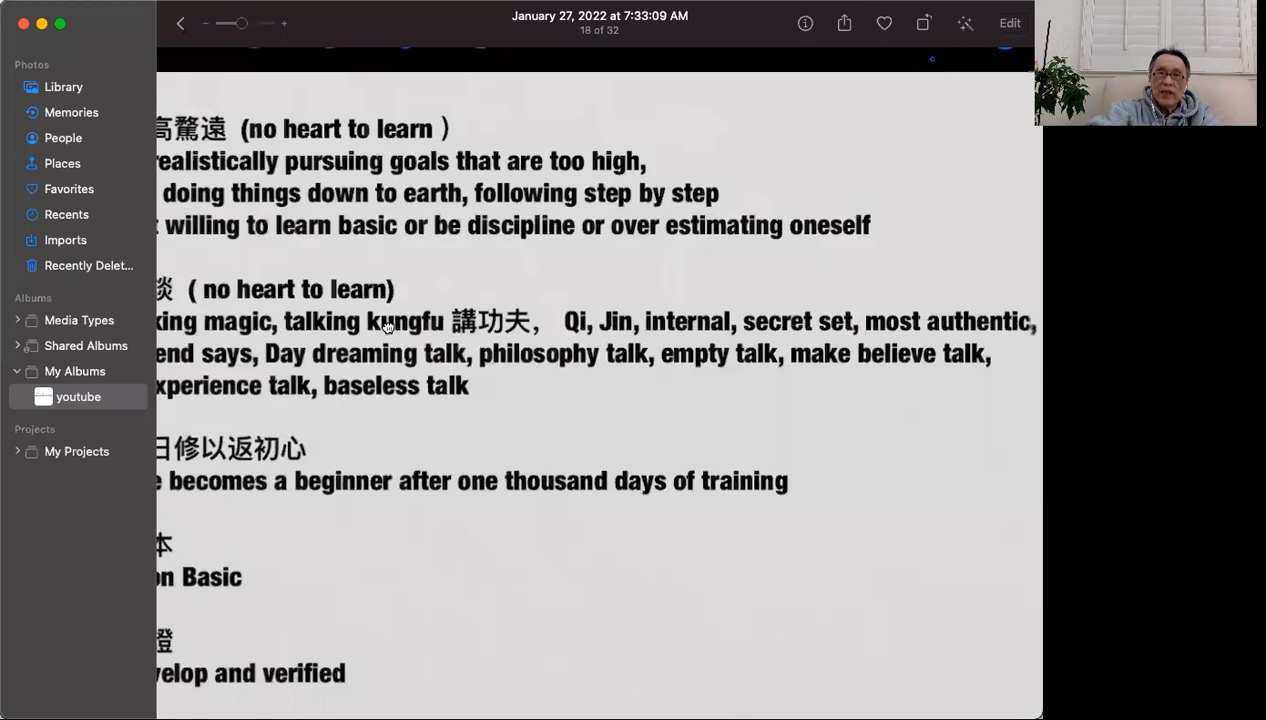 January 27, 2022 at 7:33:09 AM
18 of 32
Edit
Photos
Library
Memories
People
Places
Favorites
Recents
Imports
Recently Delet...
Albums
Media Types
Shared Albums
My Albums
youtube
Projects
My Projects
高騖遠 (no heart to learn )
realistically pursuing goals that are too high,
doing things down to earth, following step by step
willing to learn basic or be discipline or over estimating oneself
( no heart to learn)
king magic, talking kungfu 講功夫, Qi, Jin, internal, secret set, most authentic,
end says, Day dreaming talk, philosophy talk, empty talk, make believe talk,
xperience talk, baseless talk
日修以返初心
e becomes a beginner after one thousand days of training
本
on Basic
velop and verified